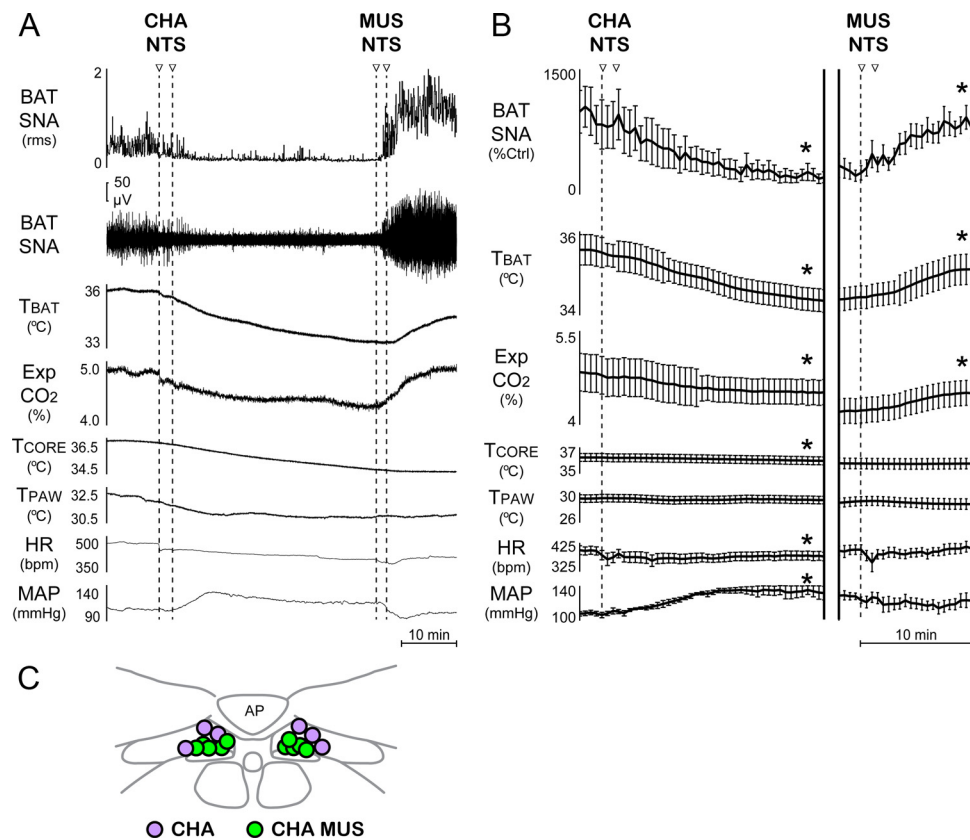 A
CHA
NTS
MUS
NTS
BAT
SNA
(rms)
2
0
50
µV
BAT
SNA
TBAT
(ºC)
36
33
Exp
CO2
(%)
5.0
4.0
TCORE
(ºC)
36.5
34.5
TPAW
(ºC)
32.5
30.5
HR
(bpm)
500
350
MAP
(mmHg)
140
90
10 min
B
CHA
NTS
MUS
NTS
BAT
SNA
(%Ctrl)
1500
0
*
*
TBAT
(ºC)
36
34
*
*
Exp
CO2
(%)
5.5
4
*
*
TCORE
(ºC)
37
35
*
TPAW
(ºC)
30
26
HR
(bpm)
425
325
*
MAP
(mmHg)
140
100
*
10 min
C
AP
CHA
CHA MUS